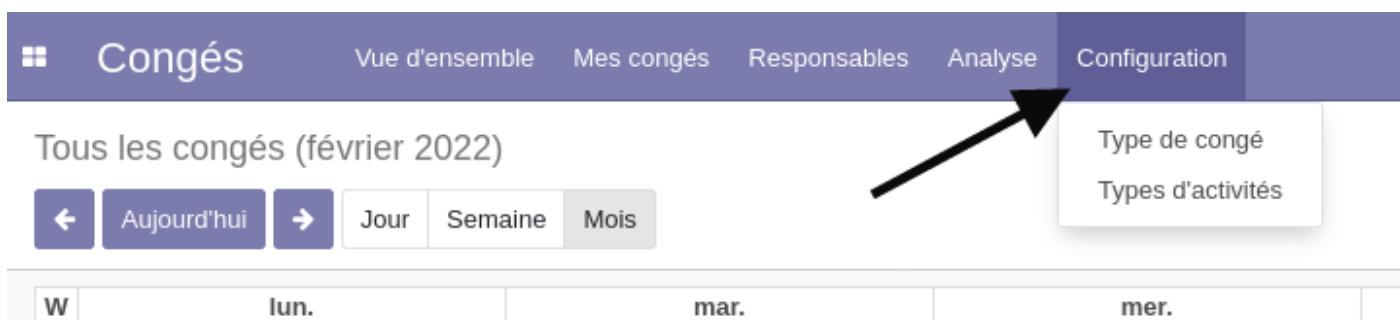 Congés Vue d'ensemble Mes congés Responsables Analyse Configuration
Type de congé
Types d'activités
Tous les congés (février 2022)
Aujourd'hui Jour Semaine Mois
W lun. mar. mer.